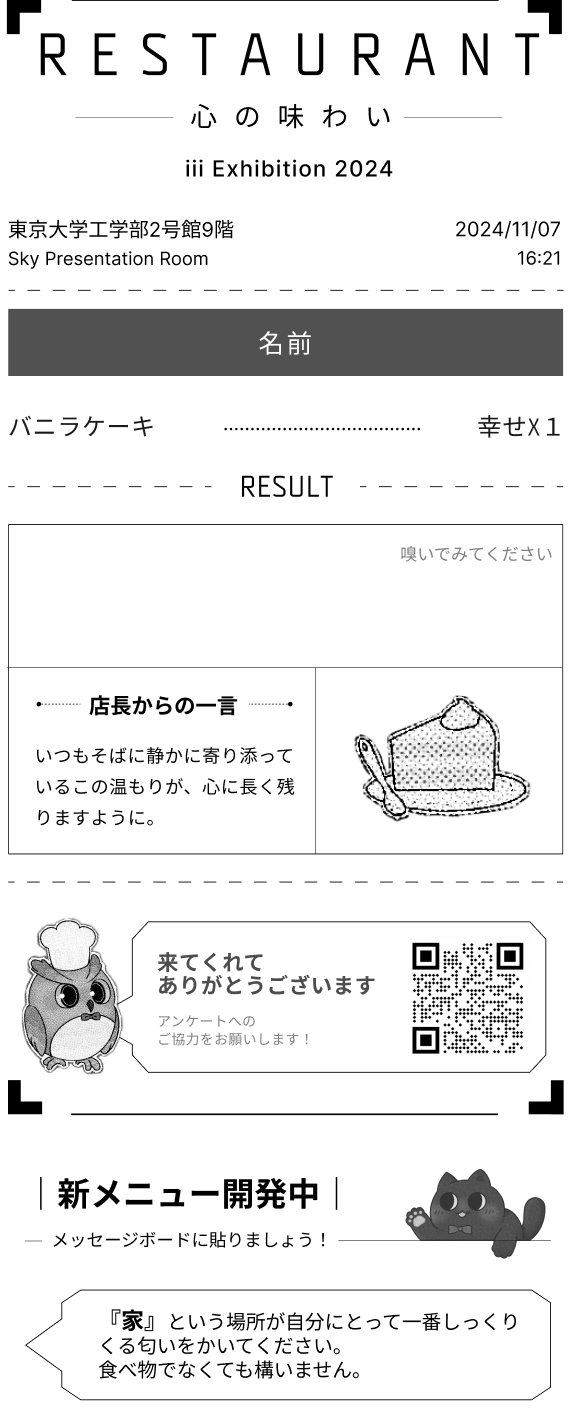 RESTAURANT
心の味わい
iii Exhibition 2024
東京大学工学部2号館9階 2024/11/07
Sky Presentation Room 16:21
名前
バニラケーキ 幸せX1
RESULT
嗅いでみてください
店長からの一言
いつもそばに静かに寄り添って
いるこの温もりが、心に長く残
りますように。
来てくれて
ありがとうございます
アンケートへの
ご協力をお願いします！
｜新メニュー開発中｜
メッセージボードに貼りましょう！
『家』という場所が自分にとって一番しっくり
くる匂いをかいてください。
食べ物でなくても構いません。